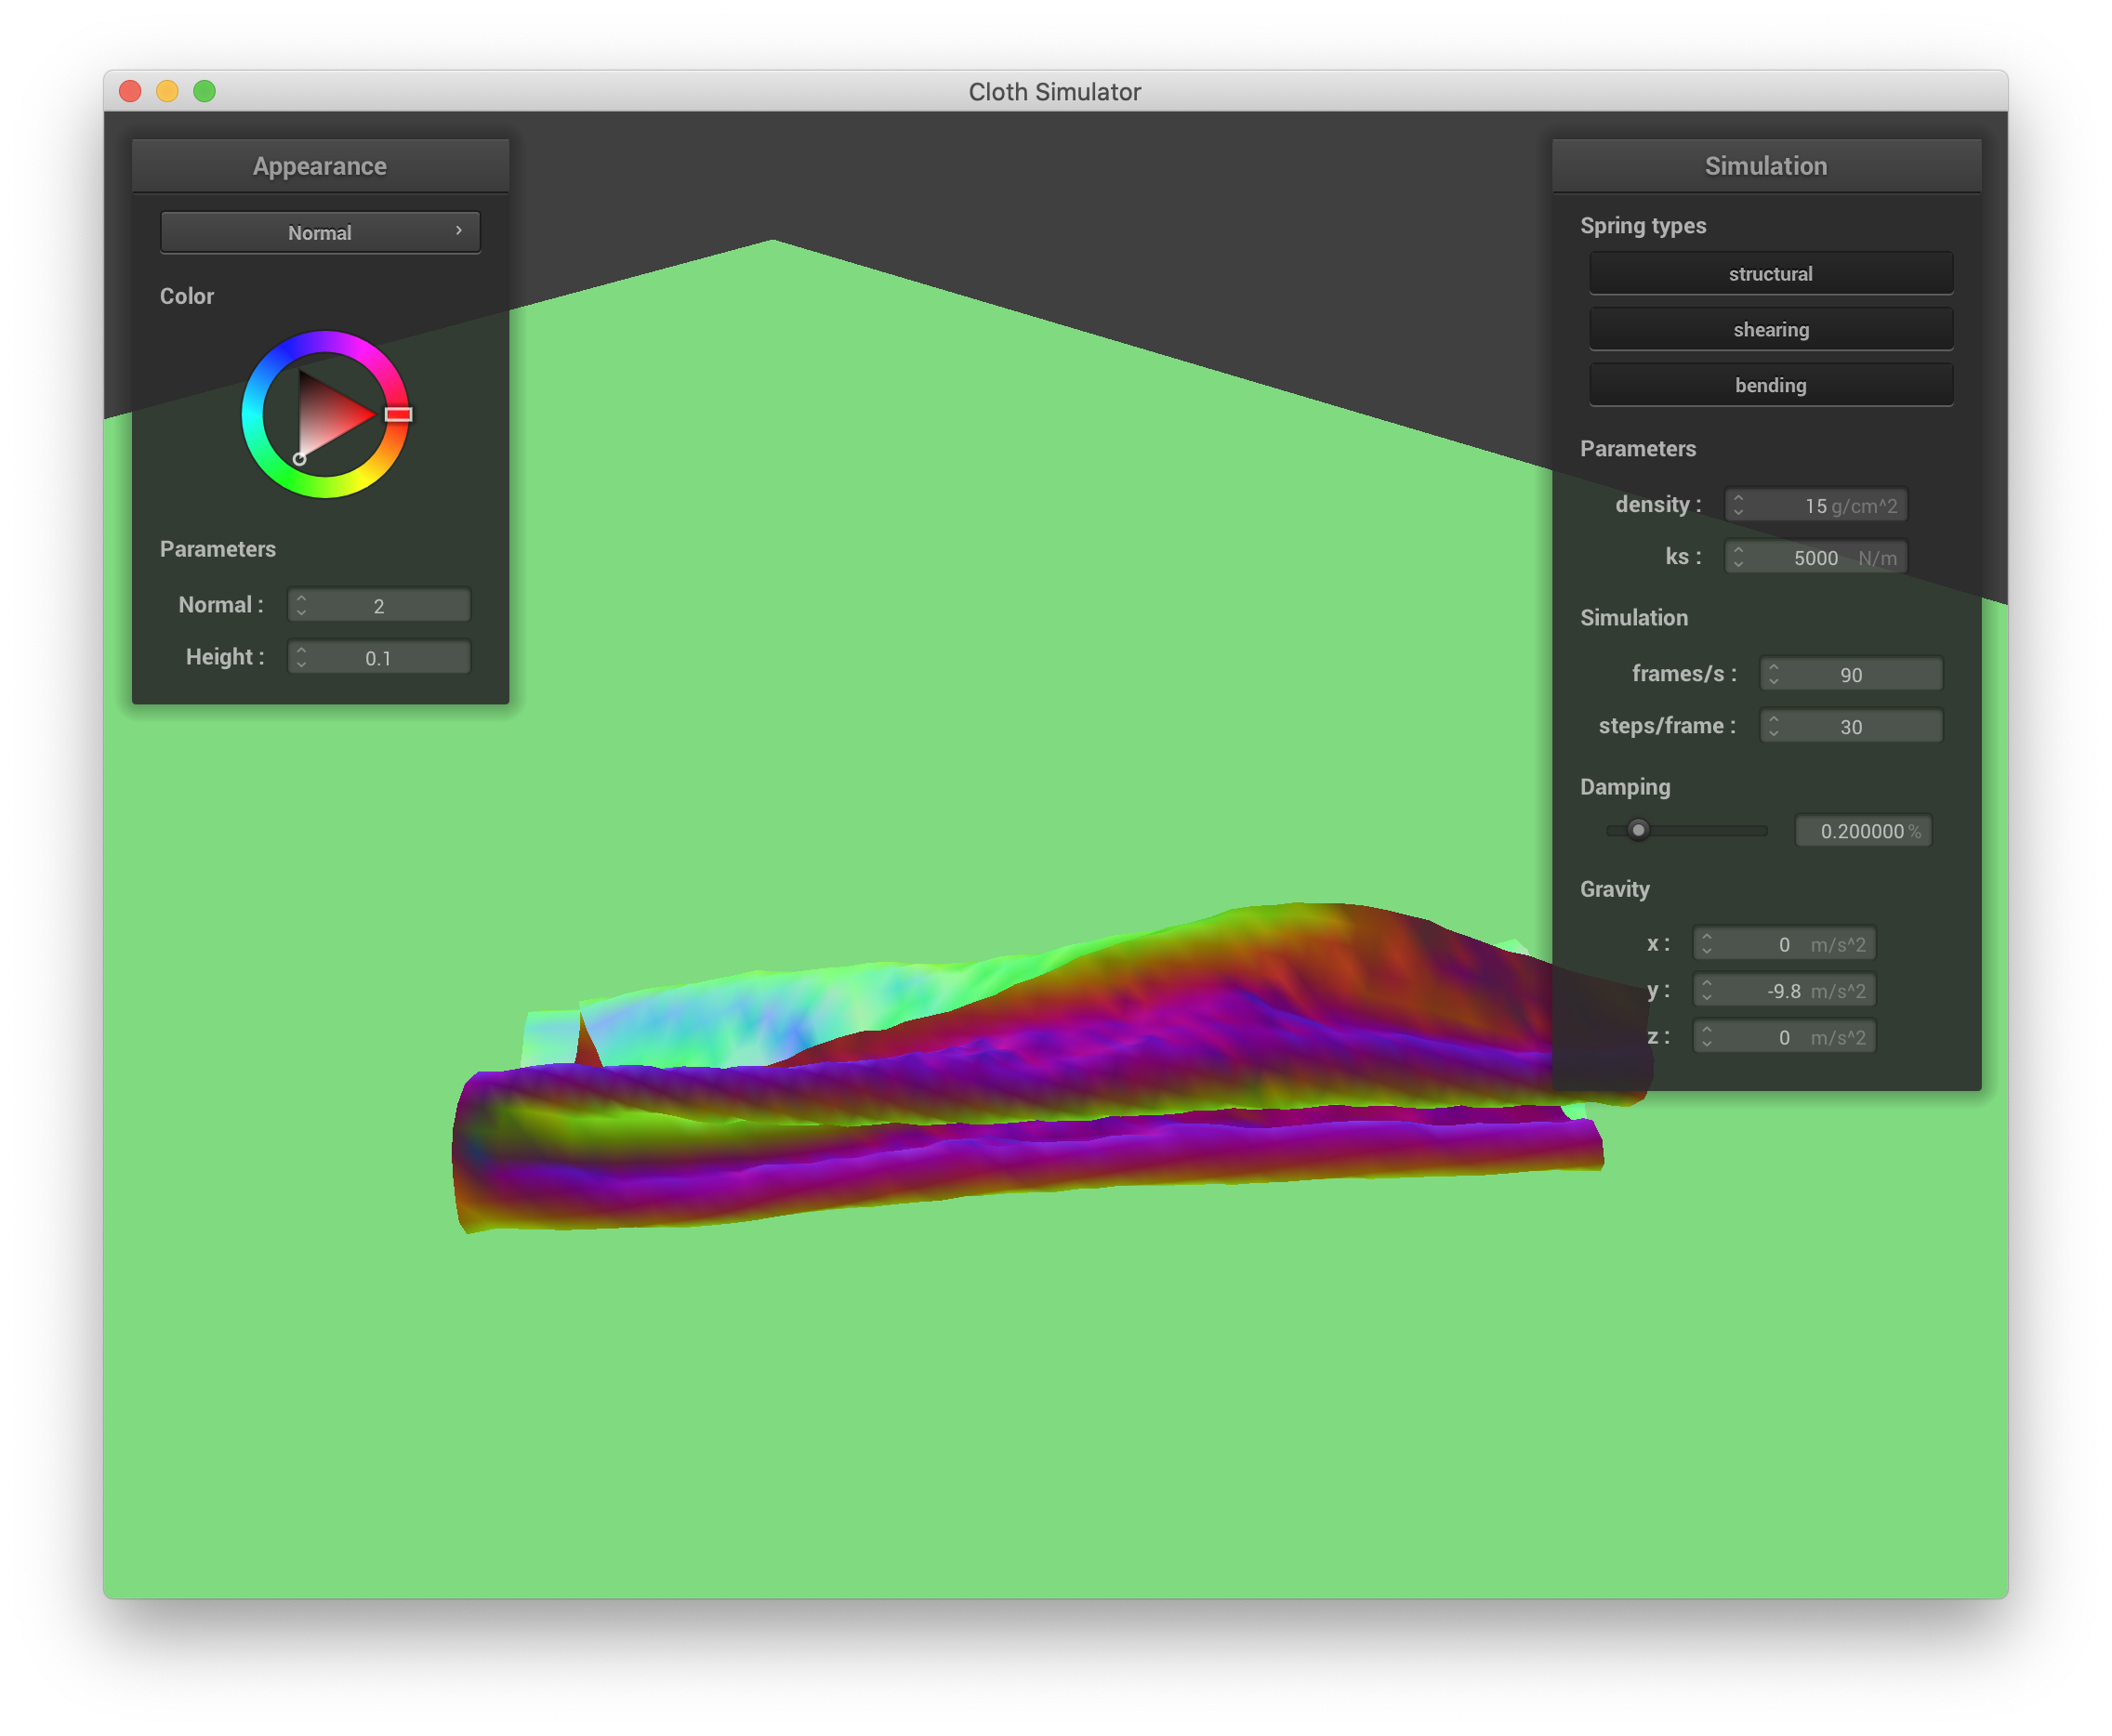 Cloth Simulator
Appearance
Normal
Color
Parameters
Normal : 2
Height : 0.1
Simulation
Spring types
structural
shearing
bending
Parameters
density : 15 g/cm^2
ks : 5000 N/m
Simulation
frames/s : 90
steps/frame : 30
Damping
0.200000 %
Gravity
x : 0 m/s^2
y : -9.8 m/s^2
z : 0 m/s^2